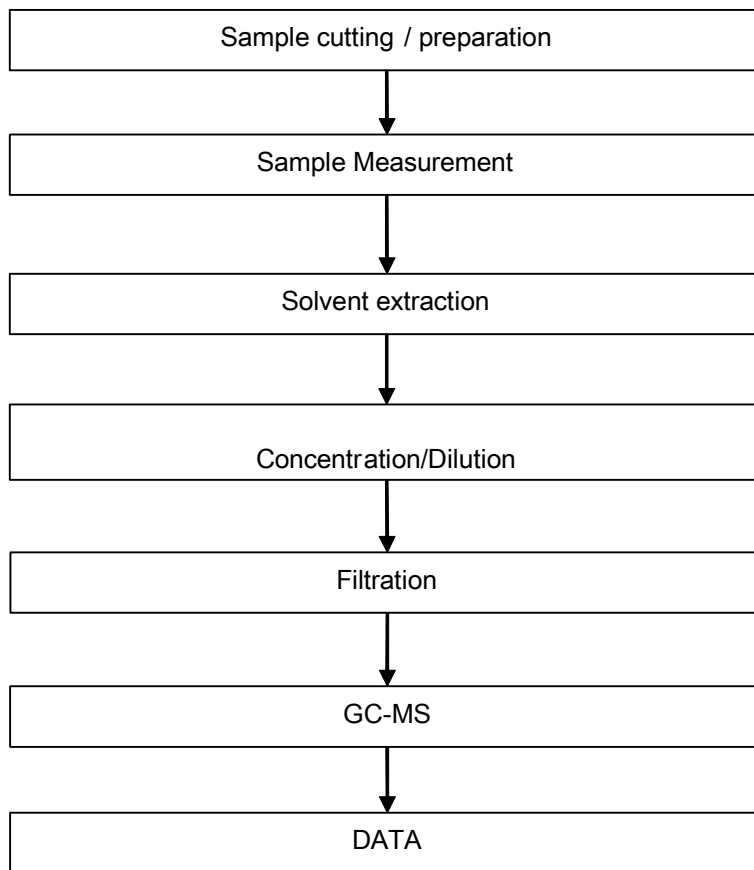 Sample cutting / preparation
Sample Measurement
Solvent extraction
Concentration/Dilution
Filtration
GC-MS
DATA